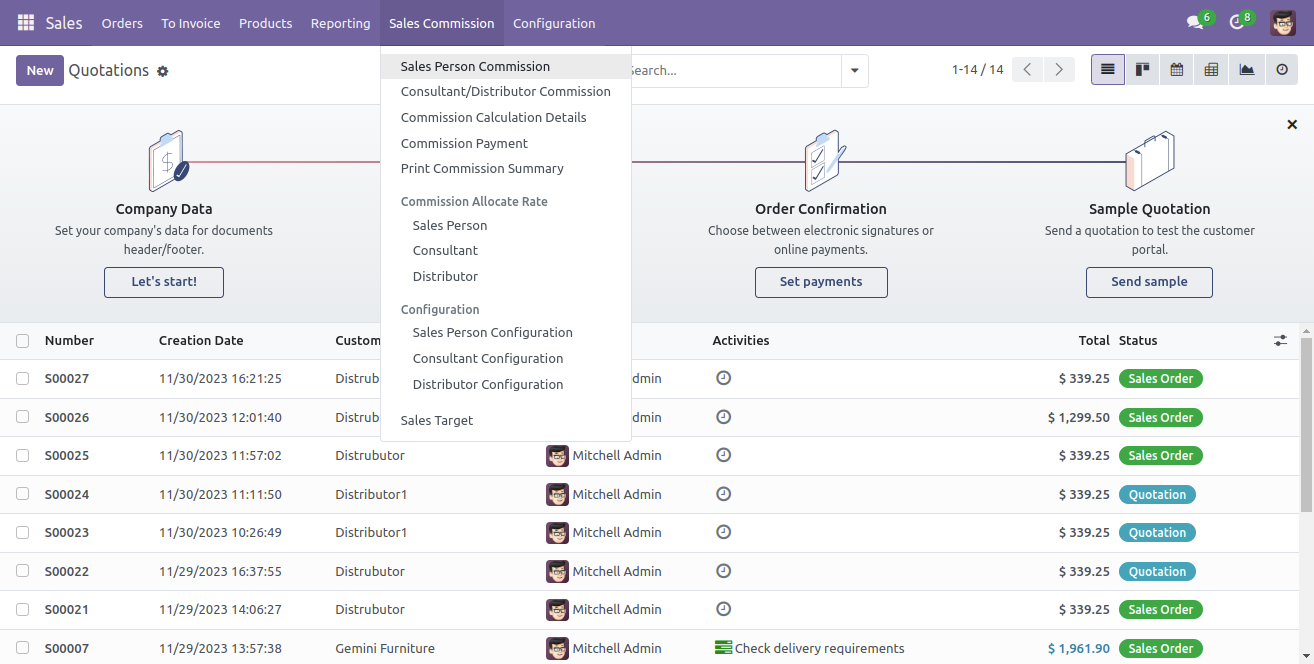 Sales Orders To Invoice Products Reporting Sales Commission Configuration 6 8
New Quotations Search... 1-14 / 14
Sales Person Commission
Consultant/Distributor Commission
Commission Calculation Details
Commission Payment
Print Commission Summary
Commission Allocate Rate
Sales Person
Consultant
Distributor
Configuration
Sales Person Configuration
Consultant Configuration
Distributor Configuration
Sales Target
Company Data
Set your company's data for documents
header/footer.
Let's start!
Order Confirmation
Choose between electronic signatures or
online payments.
Set payments
Sample Quotation
Send a quotation to test the customer
portal.
Send sample
Number Creation Date Custom Activities Total Status
S00027 11/30/2023 16:21:25 Distrub dmin $ 339.25 Sales Order
S00026 11/30/2023 12:01:40 Distrub dmin $ 1,299.50 Sales Order
S00025 11/30/2023 11:57:02 Distrubutor Mitchell Admin $ 339.25 Sales Order
S00024 11/30/2023 11:11:50 Distributor1 Mitchell Admin $ 339.25 Quotation
S00023 11/30/2023 10:26:49 Distributor1 Mitchell Admin $ 339.25 Quotation
S00022 11/29/2023 16:37:55 Distrubutor Mitchell Admin $ 339.25 Quotation
S00021 11/29/2023 14:06:27 Distrubutor Mitchell Admin $ 339.25 Sales Order
S00007 11/29/2023 13:57:38 Gemini Furniture Mitchell Admin Check delivery requirements $ 1,961.90 Sales Order